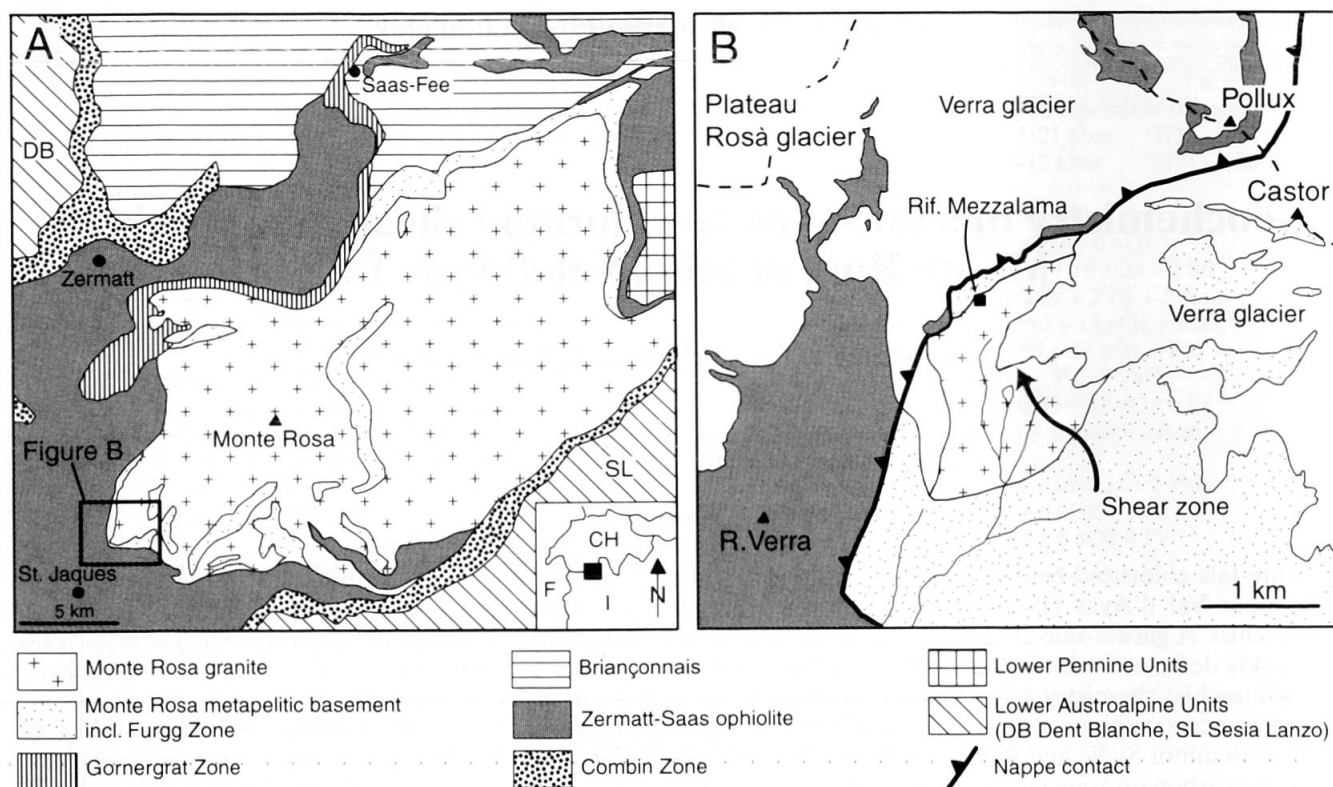 A
Saas-Fee
DB
Zermatt
Monte Rosa
Figure B
SL
St. Jaques
5 km
CH
F
I
N
B
Plateau
Rosà glacier
Verra glacier
Pollux
Castor
Rif. Mezzalama
Verra glacier
Shear zone
R.Verra
1 km
Monte Rosa granite
Monte Rosa metapelitic basement
incl. Furgg Zone
Gornergrat Zone
Briançonnais
Zermatt-Saas ophiolite
Combin Zone
Lower Pennine Units
Lower Austroalpine Units
(DB Dent Blanche, SL Sesia Lanzo)
Nappe contact